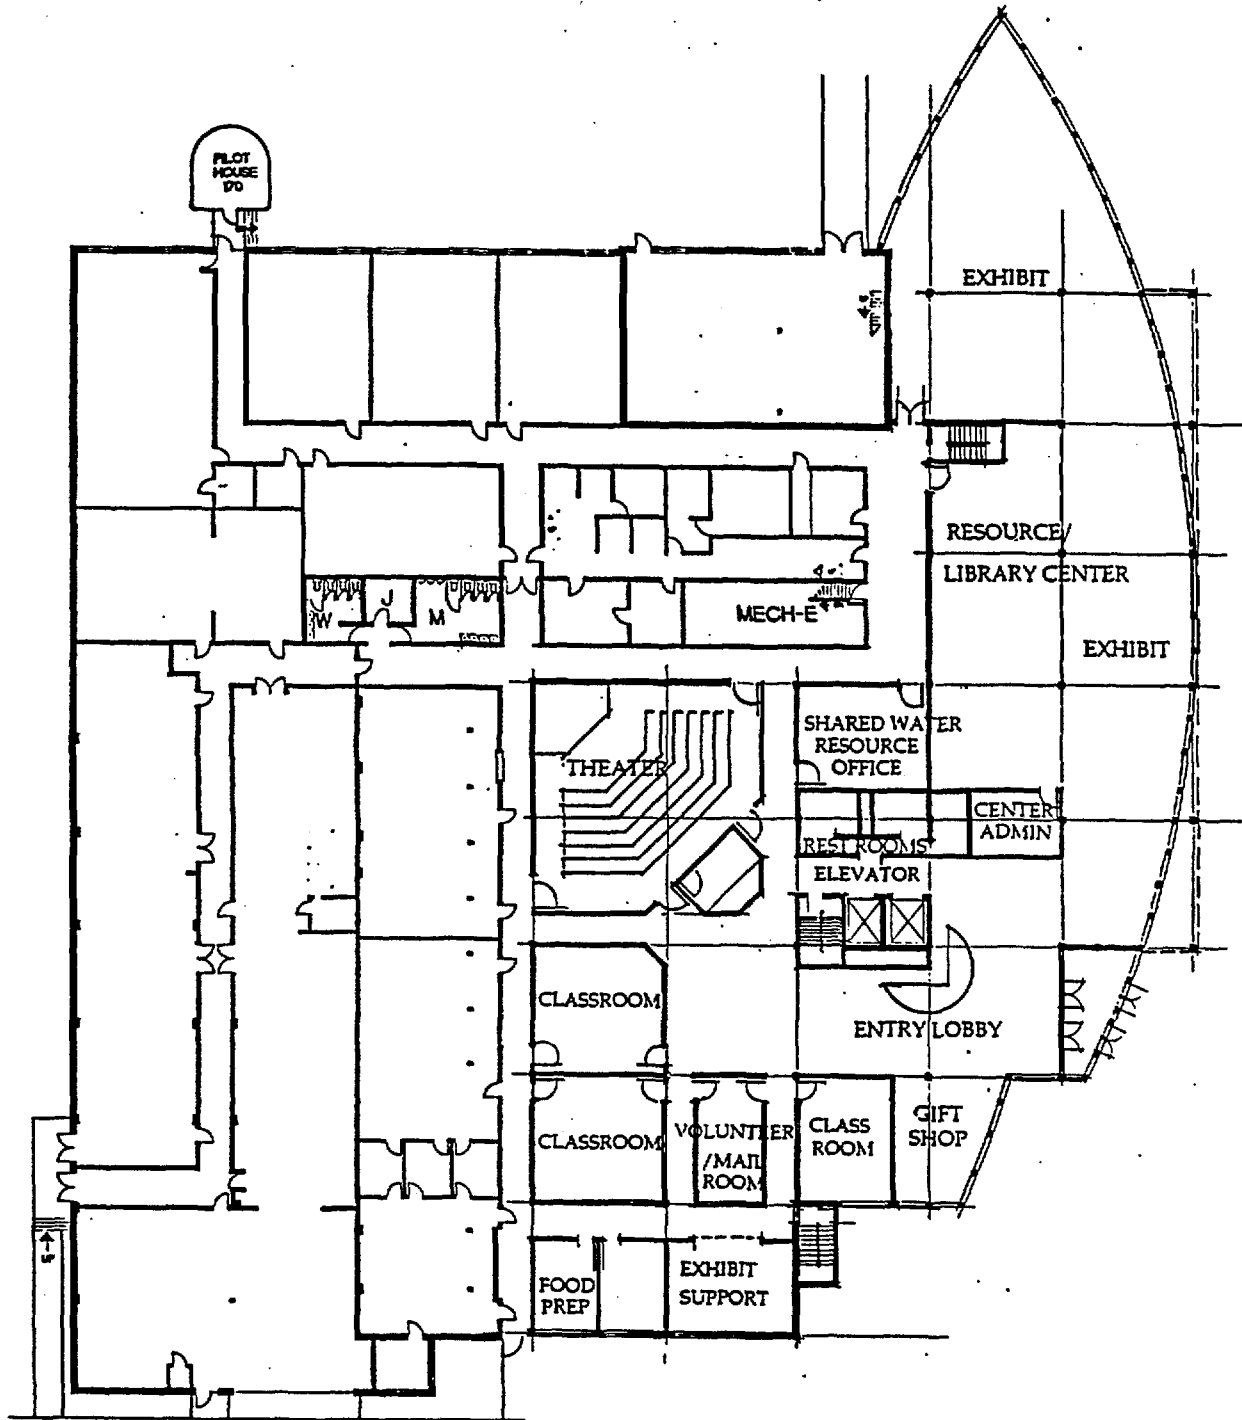 PILOT
HOUSE
170
EXHIBIT
RESOURCE/
LIBRARY CENTER
W
J
M
MECH-E
EXHIBIT
THEATER
SHARED WATER
RESOURCE
OFFICE
CENTER
ADMIN
REST ROOMS
ELEVATOR
CLASSROOM
ENTRY LOBBY
CLASSROOM
VOLUNTEER
/MAIL
ROOM
CLASS
ROOM
GIFT
SHOP
FOOD
PREP
EXHIBIT
SUPPORT